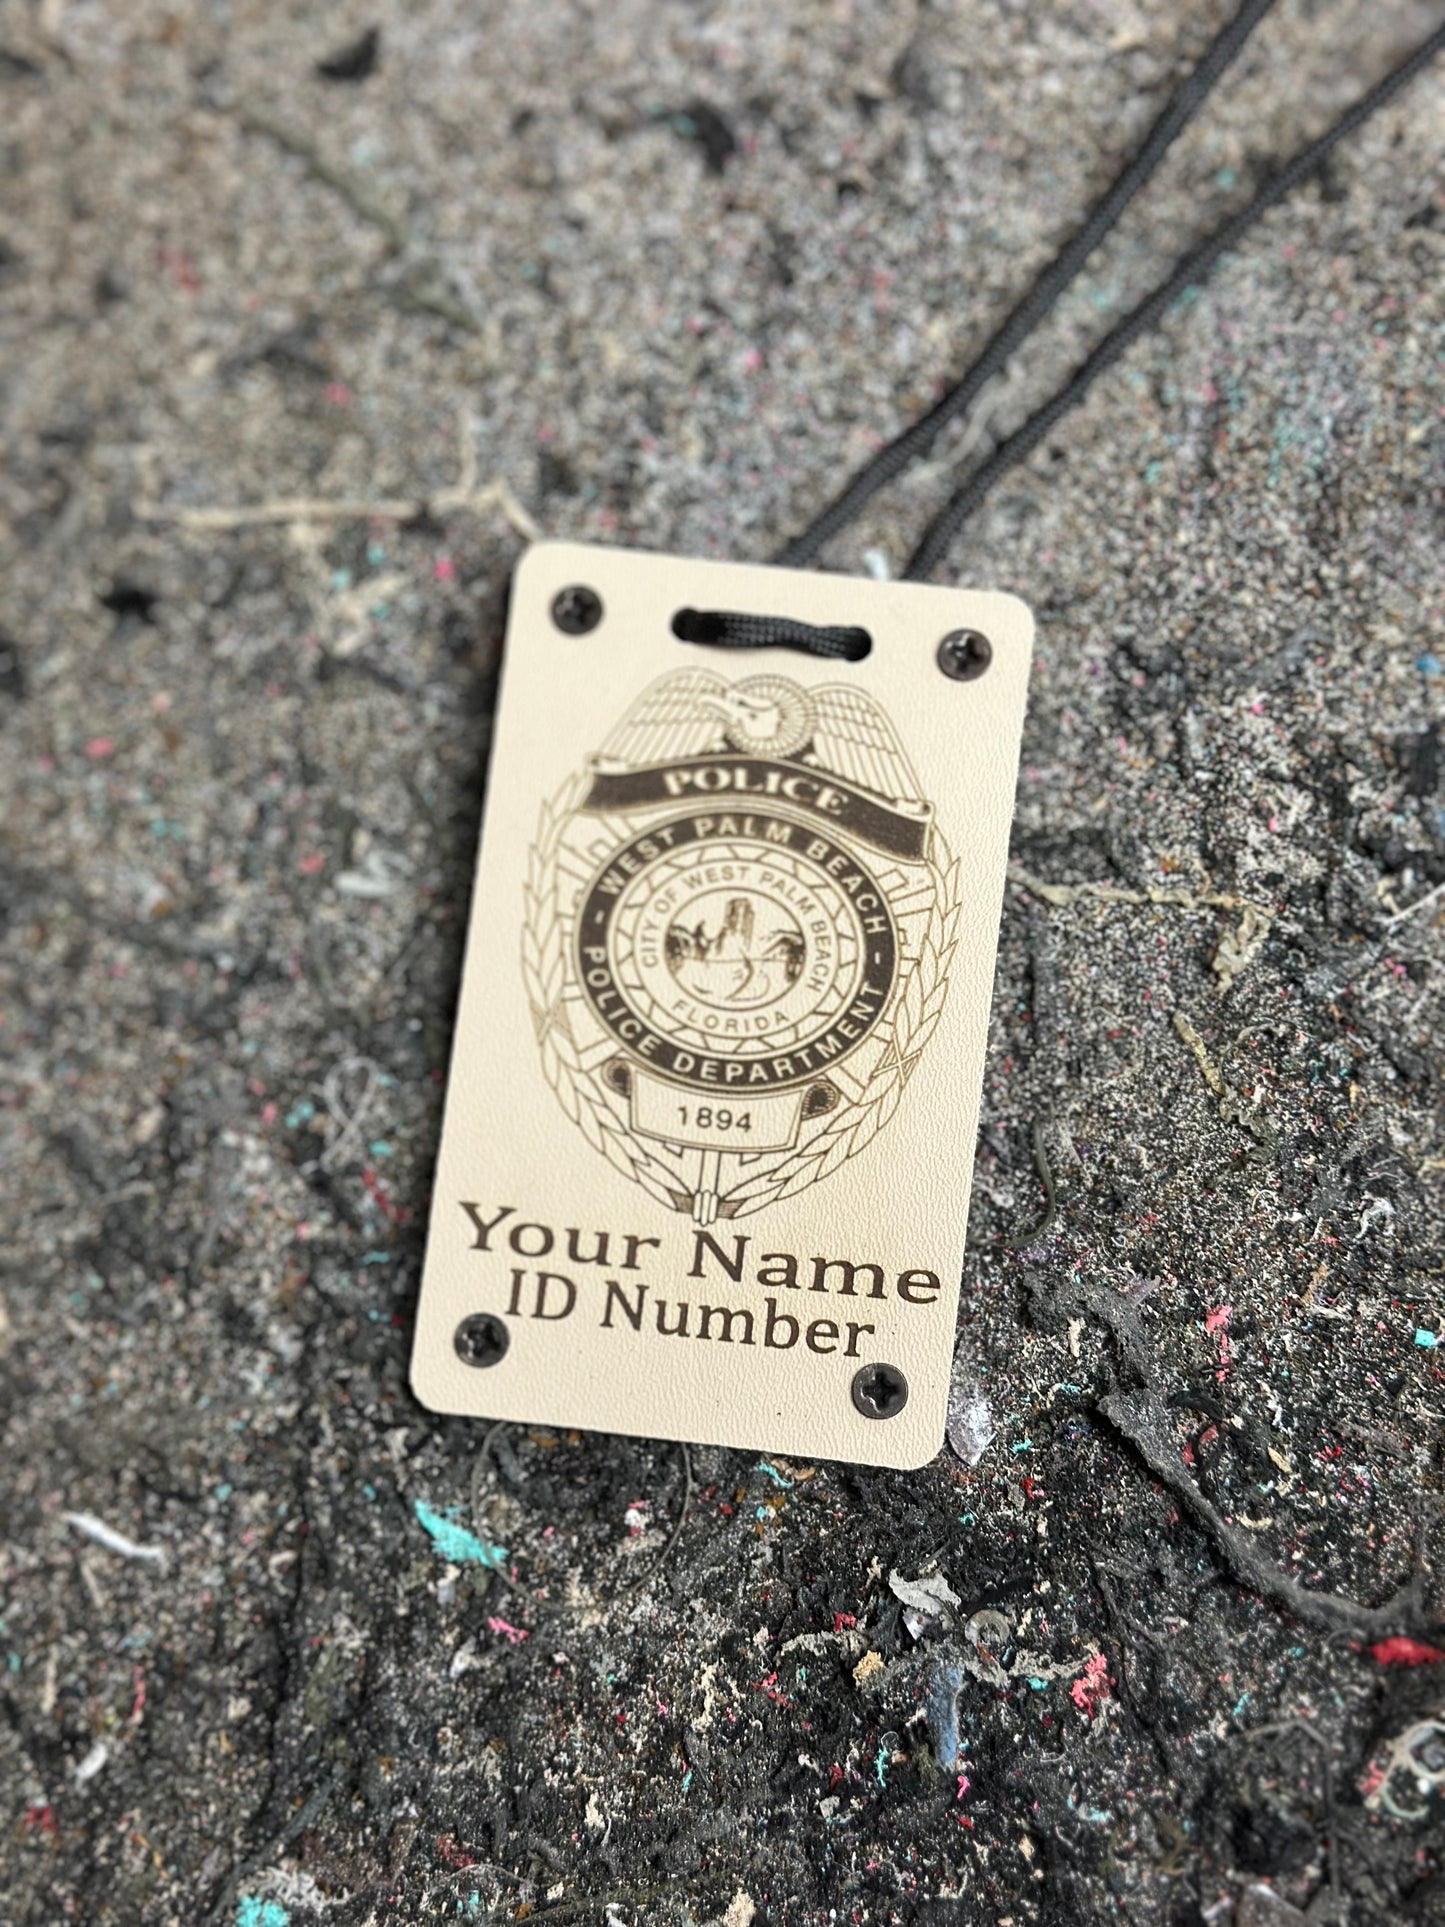 POLICE
- WEST PALM BEACH -
POLICE DEPARTMENT
CITY OF WEST PALM BEACH
FLORIDA
1894
Your Name
ID Number